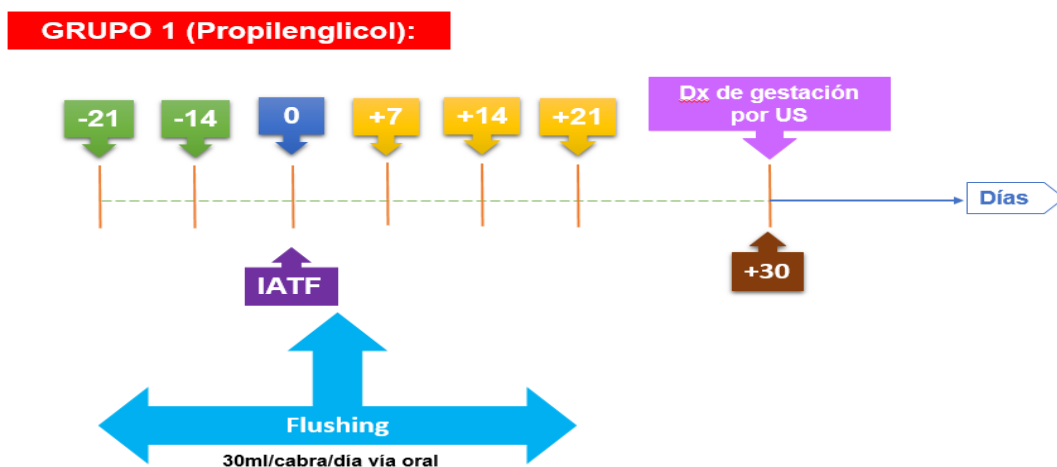 GRUPO 1 (Propilenglicol):
-21
-14
0
+7
+14
+21
Dx de gestación
por US
Días
IATF
+30
Flushing
30ml/cabra/día vía oral